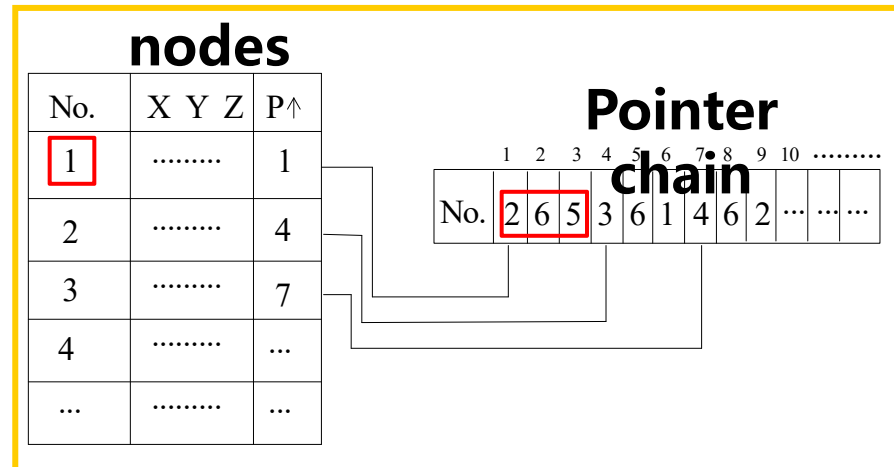 nodes
No. X Y Z P↑
1 ········· 1
2 ········· 4
3 ········· 7
4 ········· ...
... ········· ...
Pointer
chain
1 2 3 4 5 6 7 8 9 10 ·········
No. 2 6 5 3 6 1 4 6 2 ... ... ...